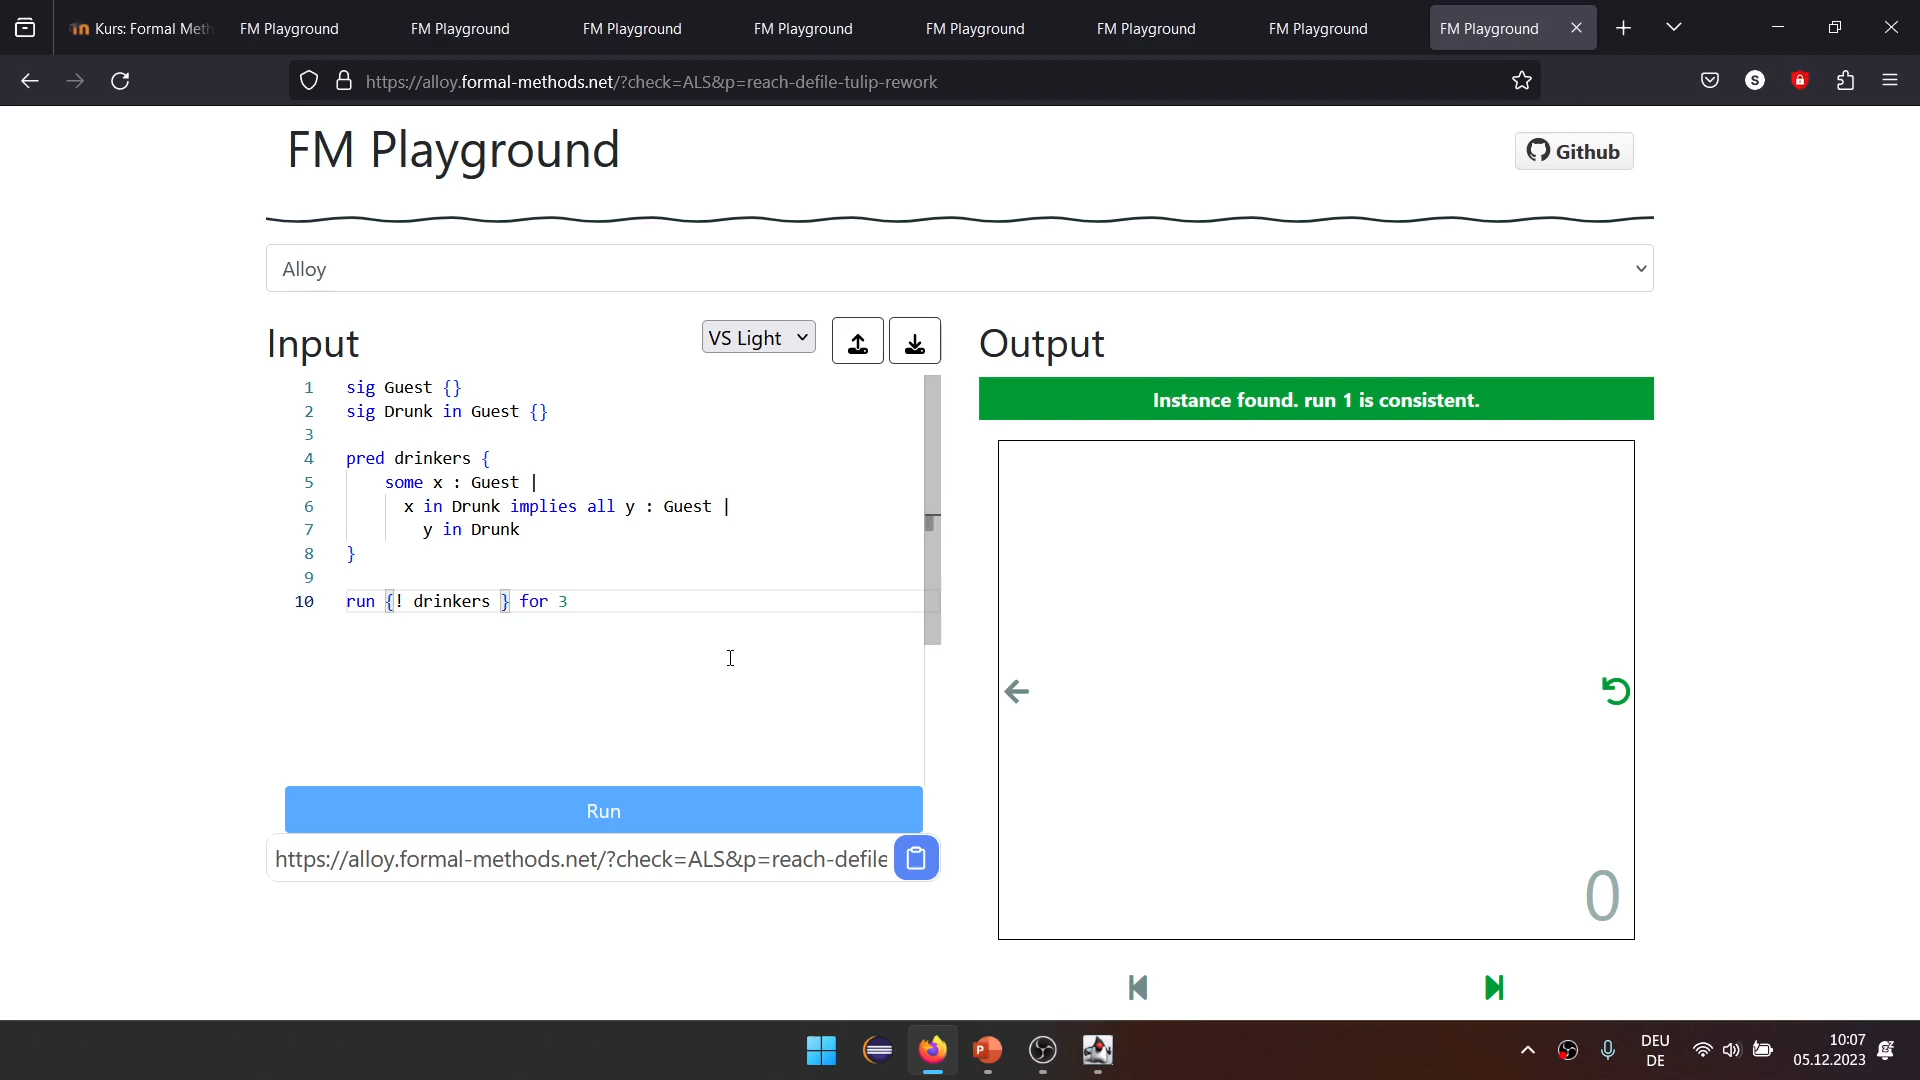 Kurs: Formal Meth
FM Playground
FM Playground
FM Playground
FM Playground
FM Playground
FM Playground
FM Playground
FM Playground
https://alloy.formal-methods.net/?check=ALS&p=reach-defile-tulip-rework
S
FM Playground
Github
Alloy
Input
VS Light
Output
1 sig Guest {}
2 sig Drunk in Guest {}
3
4 pred drinkers {
5 some x : Guest |
6 x in Drunk implies all y : Guest |
7 y in Drunk
8 }
9
10 run {! drinkers } for 3
Instance found. run 1 is consistent.
0
Run
https://alloy.formal-methods.net/?check=ALS&p=reach-defile
P
DEU
DE
10:07
05.12.2023